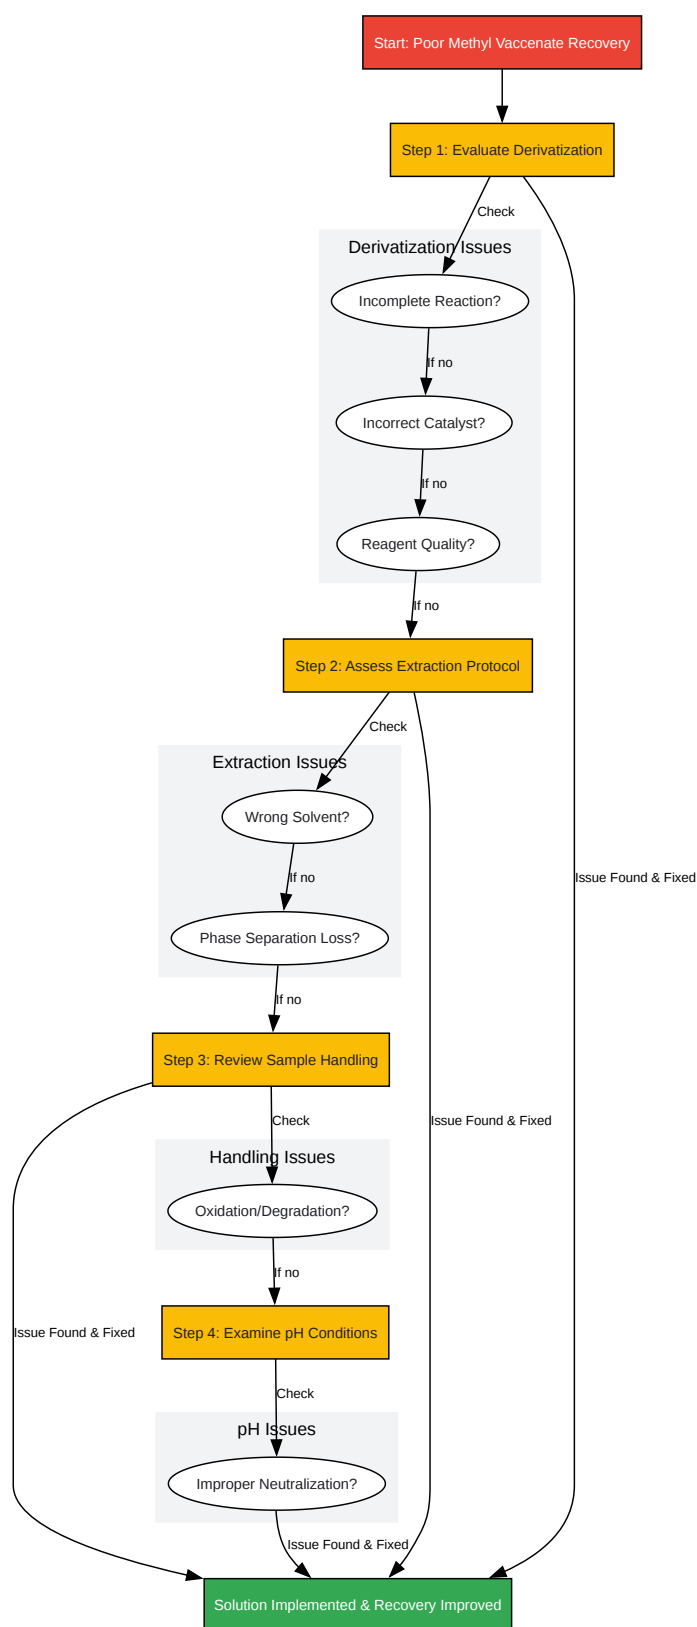 Start: Poor Methyl Vaccenate Recovery
Step 1: Evaluate Derivatization
Check
Derivatization Issues
Incomplete Reaction?
If no
Incorrect Catalyst?
If no
Reagent Quality?
If no
Step 2: Assess Extraction Protocol
Check
Extraction Issues
Wrong Solvent?
If no
Issue Found & Fixed
Phase Separation Loss?
If no
Step 3: Review Sample Handling
Check
Issue Found & Fixed
Handling Issues
Oxidation/Degradation?
If no
Issue Found & Fixed
Step 4: Examine pH Conditions
Check
pH Issues
Improper Neutralization?
Issue Found & Fixed
Solution Implemented & Recovery Improved